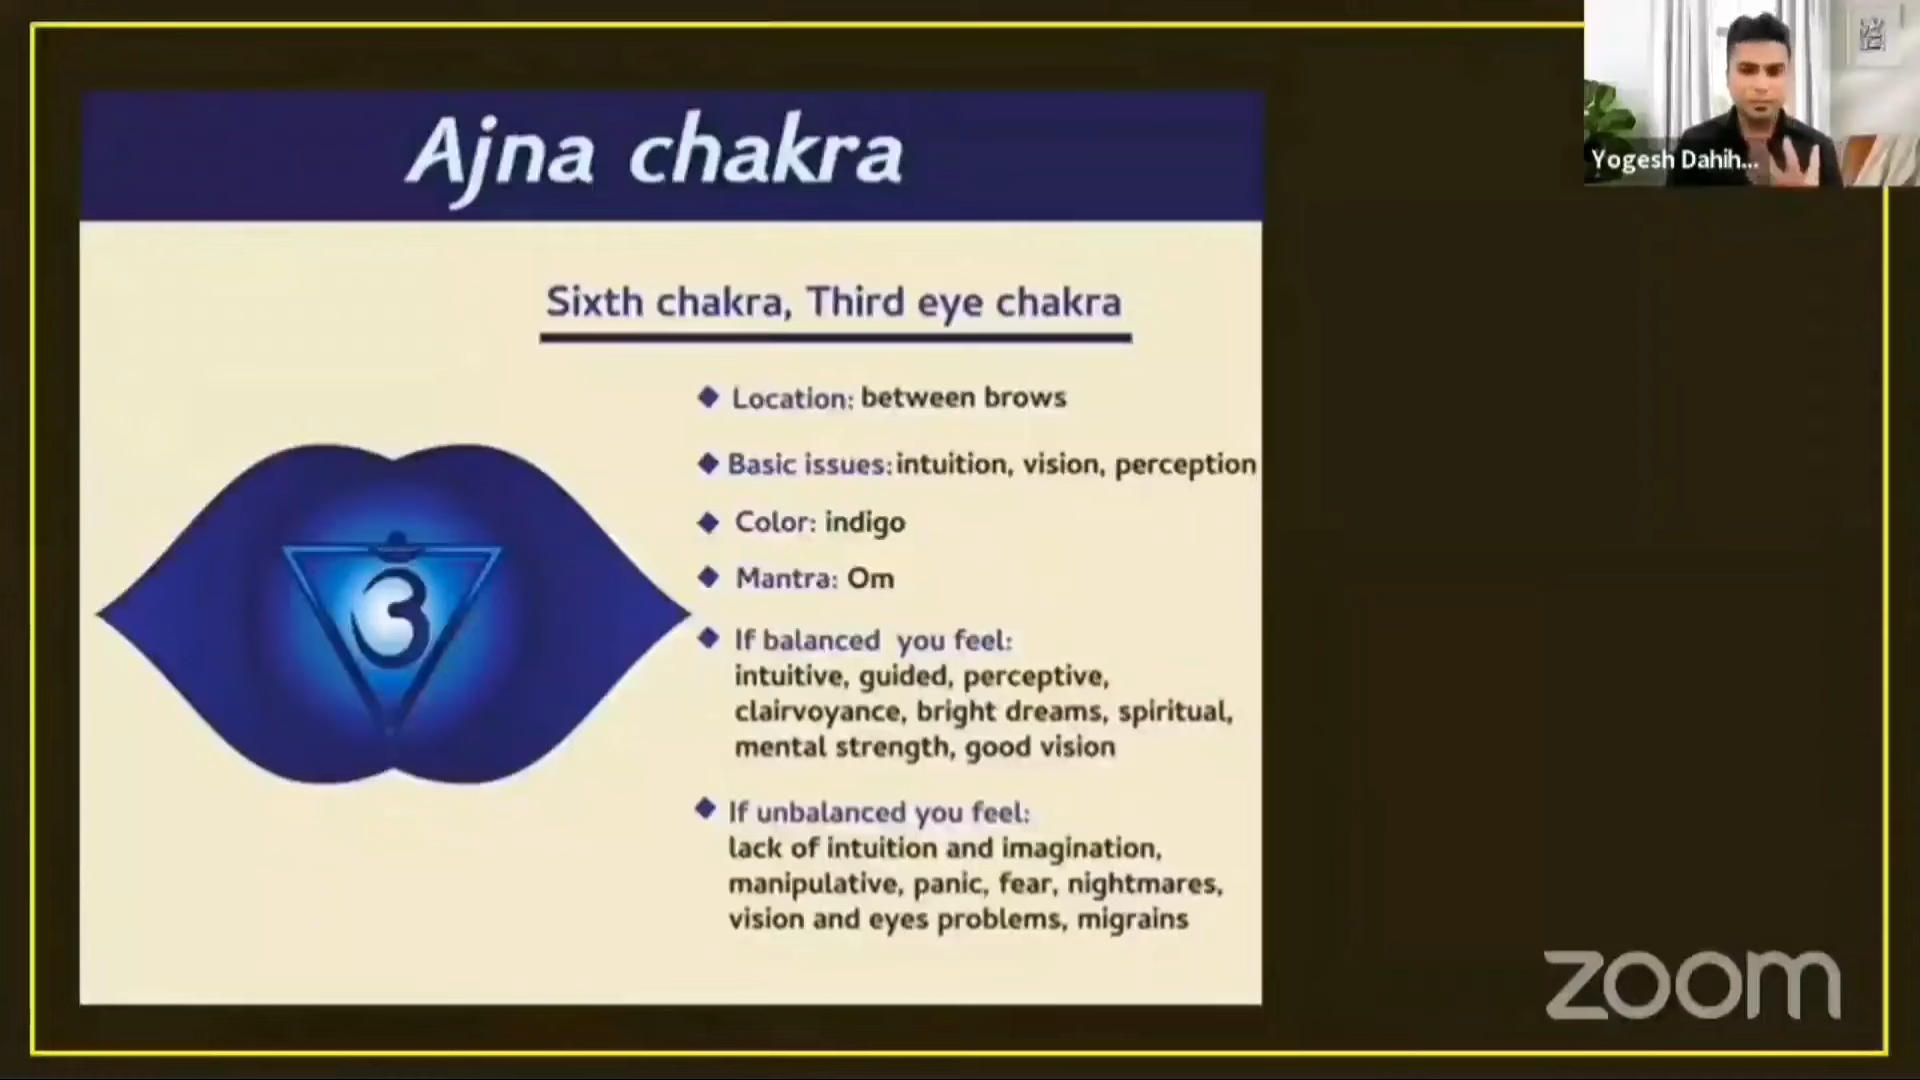 Ajna chakra
Yogesh Dahih...
Sixth chakra, Third eye chakra
Location: between brows
Basic issues: intuition, vision, perception
Color: indigo
Mantra: Om
If balanced you feel:
intuitive, guided, perceptive,
clairvoyance, bright dreams, spiritual,
mental strength, good vision
If unbalanced you feel:
lack of intuition and imagination,
manipulative, panic, fear, nightmares,
vision and eyes problems, migrains
ॐ
zoom